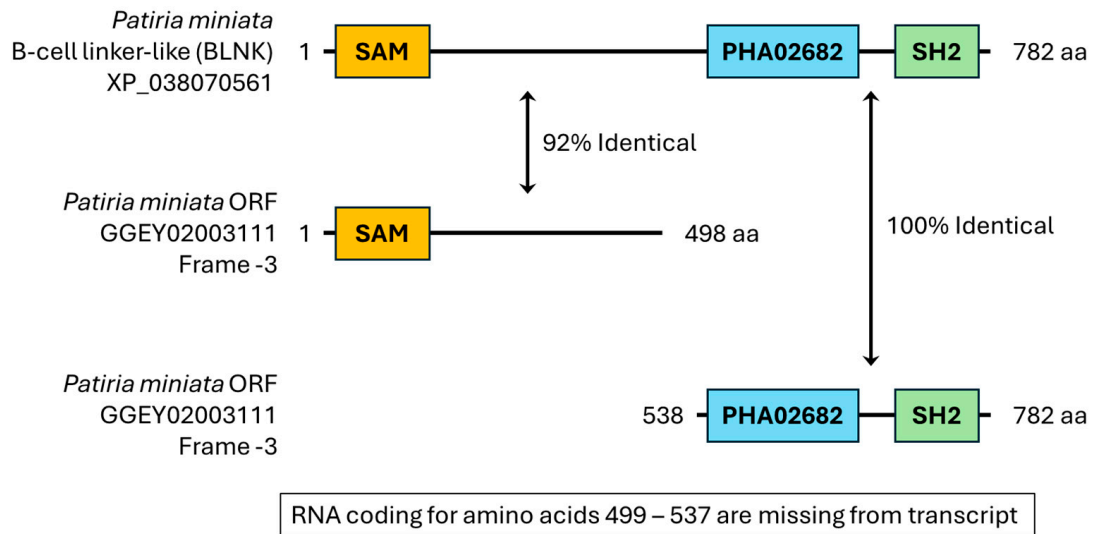 Patiria miniata
B-cell linker-like (BLNK)
XP_038070561
1 SAM PHA02682 SH2 782 aa
92% Identical
Patiria miniata ORF
GGEY02003111
Frame -3
1 SAM 498 aa
100% Identical
Patiria miniata ORF
GGEY02003111
Frame -3
538 PHA02682 SH2 782 aa
RNA coding for amino acids 499 – 537 are missing from transcript